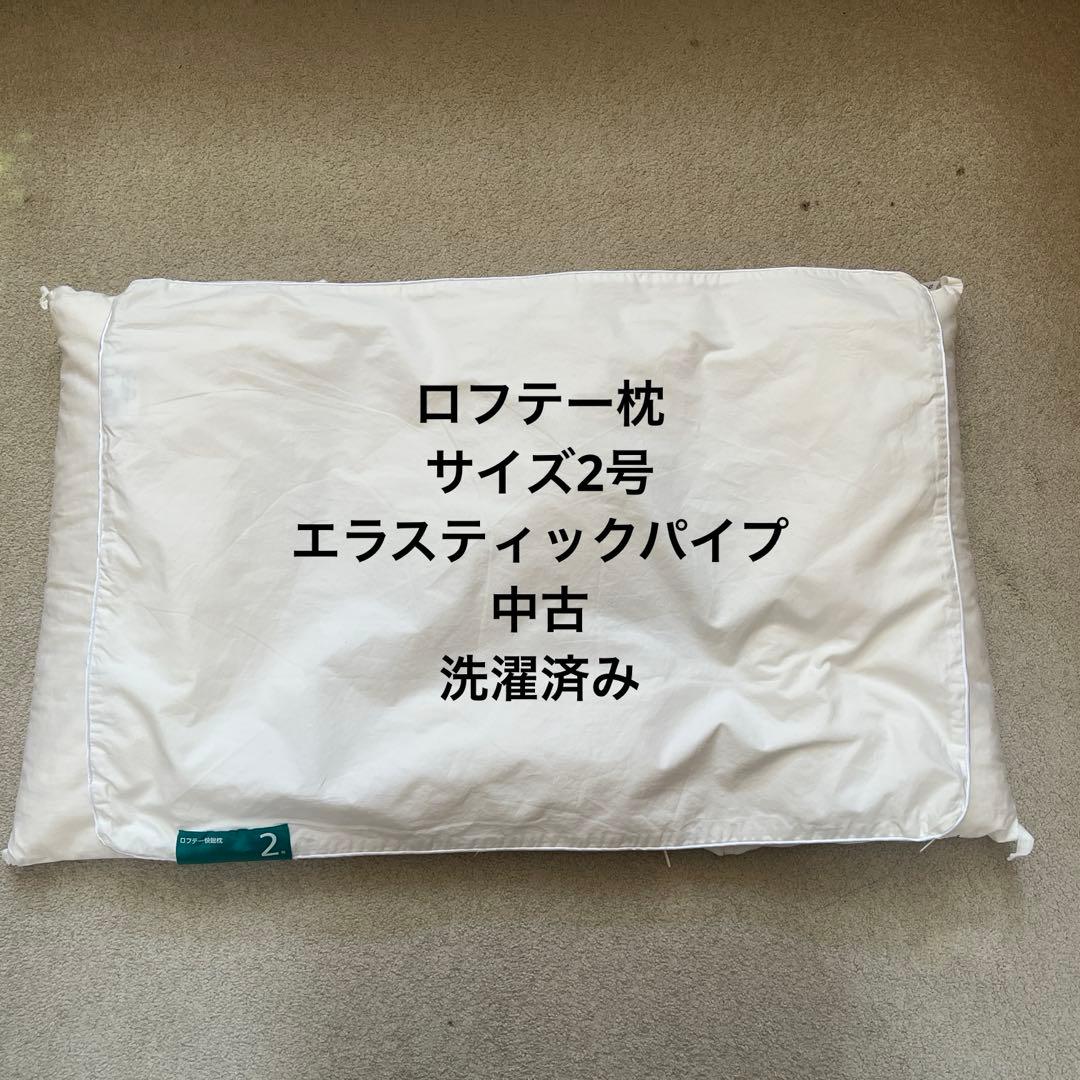 ロフテー枕
サイズ2号
エラスティックパイプ
中古
洗濯済み
ロフテー快眠枕
2号